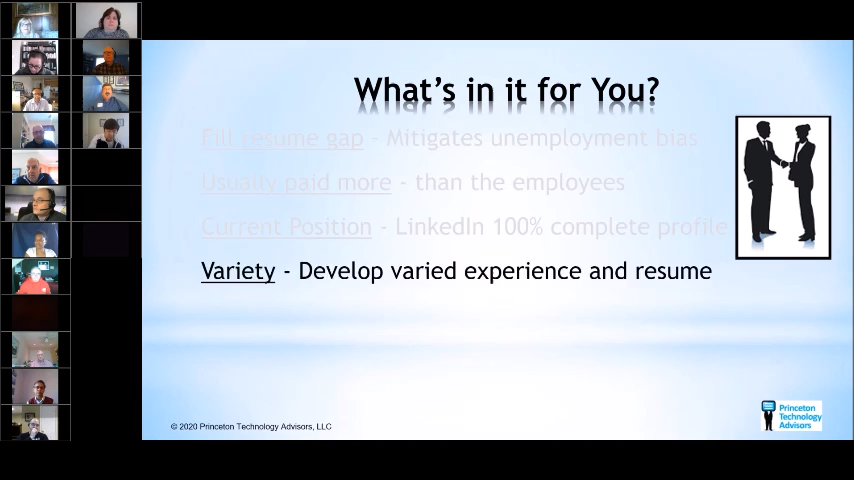 What's in it for You?
Fill resume gap - Mitigates unemployment bias
Usually paid more - than the employees
Current Position - LinkedIn 100% complete profile
Variety - Develop varied experience and resume
© 2020 Princeton Technology Advisors, LLC
Princeton
Technology
Advisors